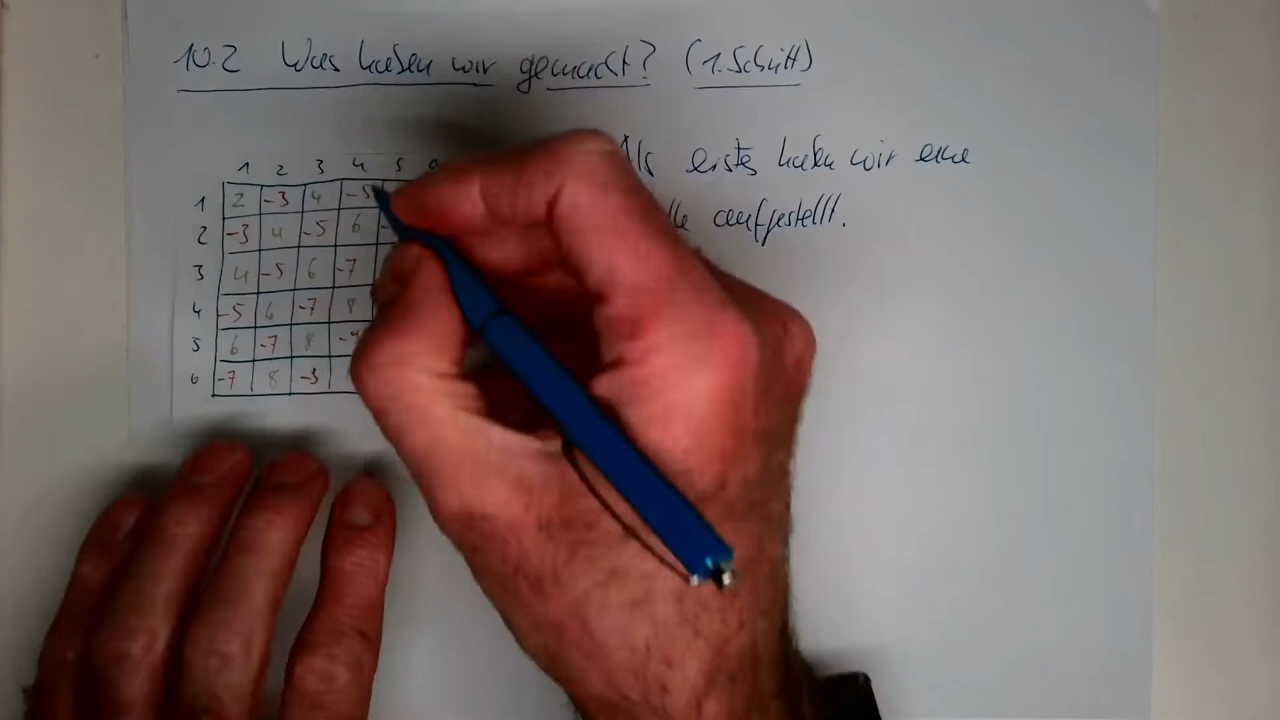 10.2 Was haben wir gemacht? (1. Schritt)
Als erstes haben wir eine
aufgestellt.
1 2 3 4 5
1 2 -3 4 -5
2 -3 4 -5 6
3 4 -5 6 -7
4 -5 6 -7 8
5 6 -7 8
6 -7 8